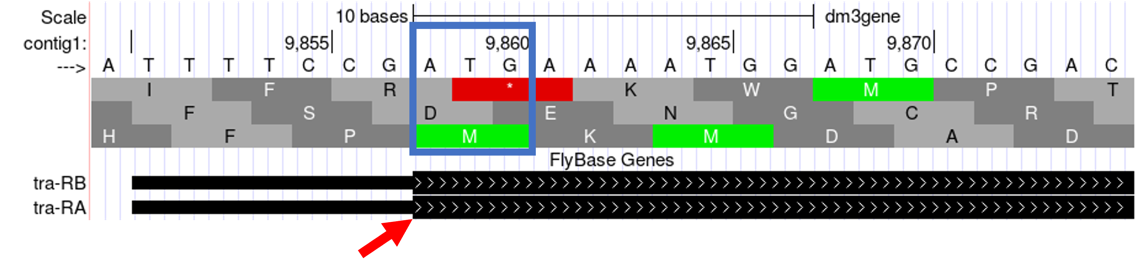 Scale 10 bases dm3gene
contig1: 9,855 9,860 9,865 9,870
---> A T T T T C C G A T G A A A A T G G A T G C C G A C
I F R * K W M P T
F S D E N G C R
H F P M K M D A D
FlyBase Genes
tra-RB
tra-RA